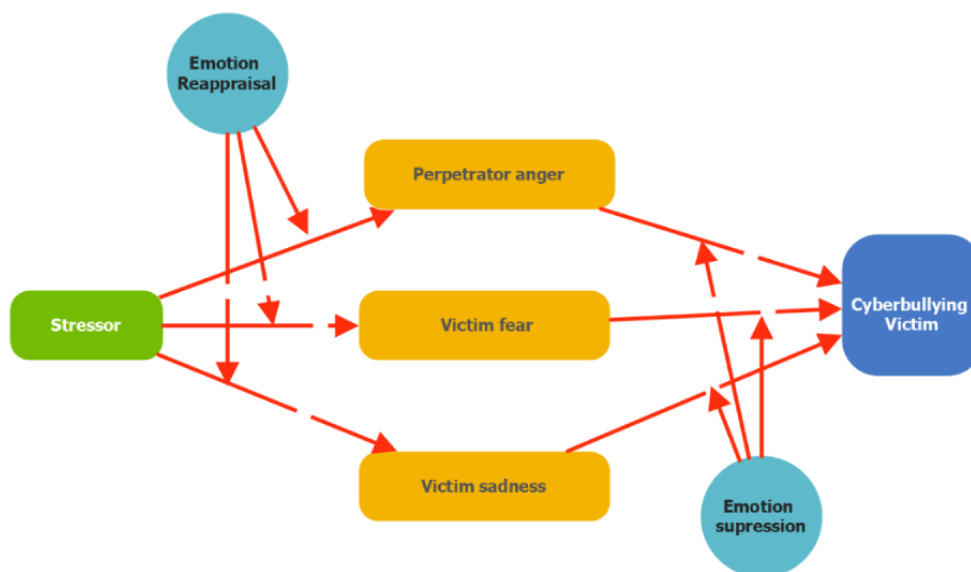 Emotion
Reappraisal
Perpetrator anger
Stressor
Victim fear
Cyberbullying
Victim
Victim sadness
Emotion
supression